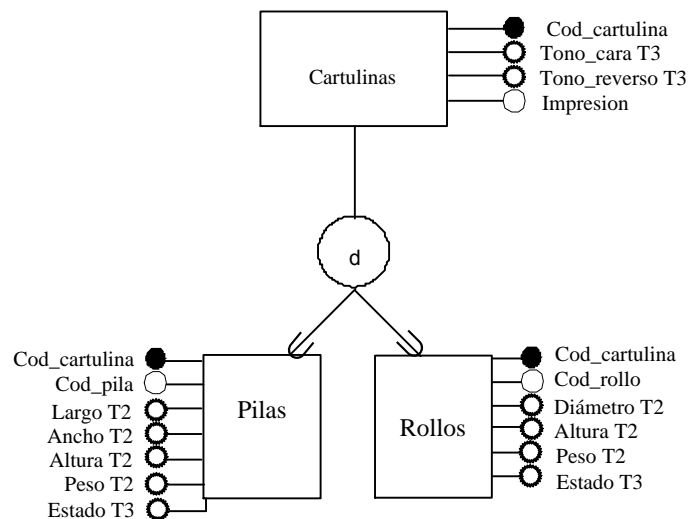 Cartulinas
Cod_cartulina
Tono_cara T3
Tono_reverso T3
Impresion
d
Cod_cartulina
Cod_pila
Largo T2
Ancho T2
Altura T2
Peso T2
Estado T3
Pilas
Rollos
Cod_cartulina
Cod_rollo
Diámetro T2
Altura T2
Peso T2
Estado T3